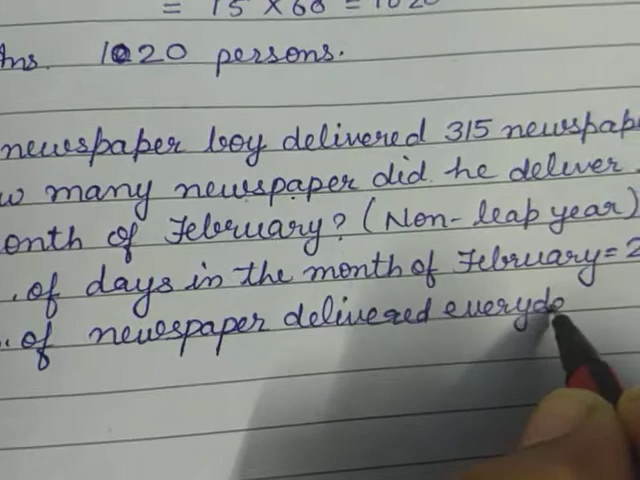 = 15 × 68 = 1020
Ans. 1020 persons.
newspaper boy delivered 315 newspap
w many newspaper did he deliver
onth of February? (Non-leap year)
. of days in the month of February = 2
. of newspaper delivered everyda